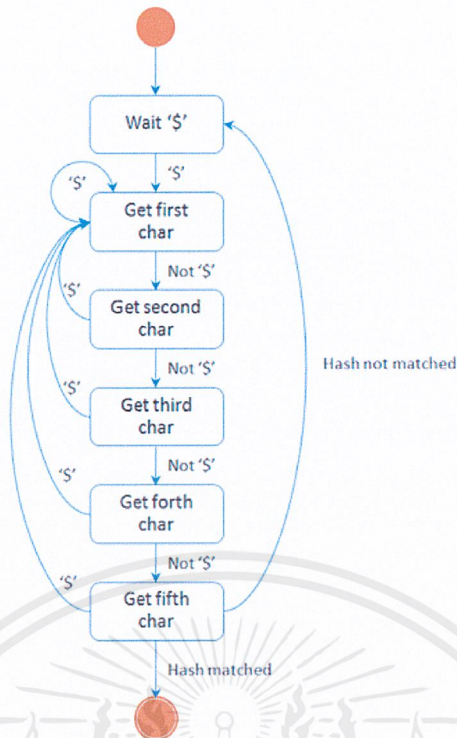 Wait '$'
'$'
'$'
Get first
char
Not '$'
'$'
Get second
char
Not '$'
Hash not matched
'$'
Get third
char
Not '$'
'$'
Get forth
char
Not '$'
'$'
Get fifth
char
Hash matched